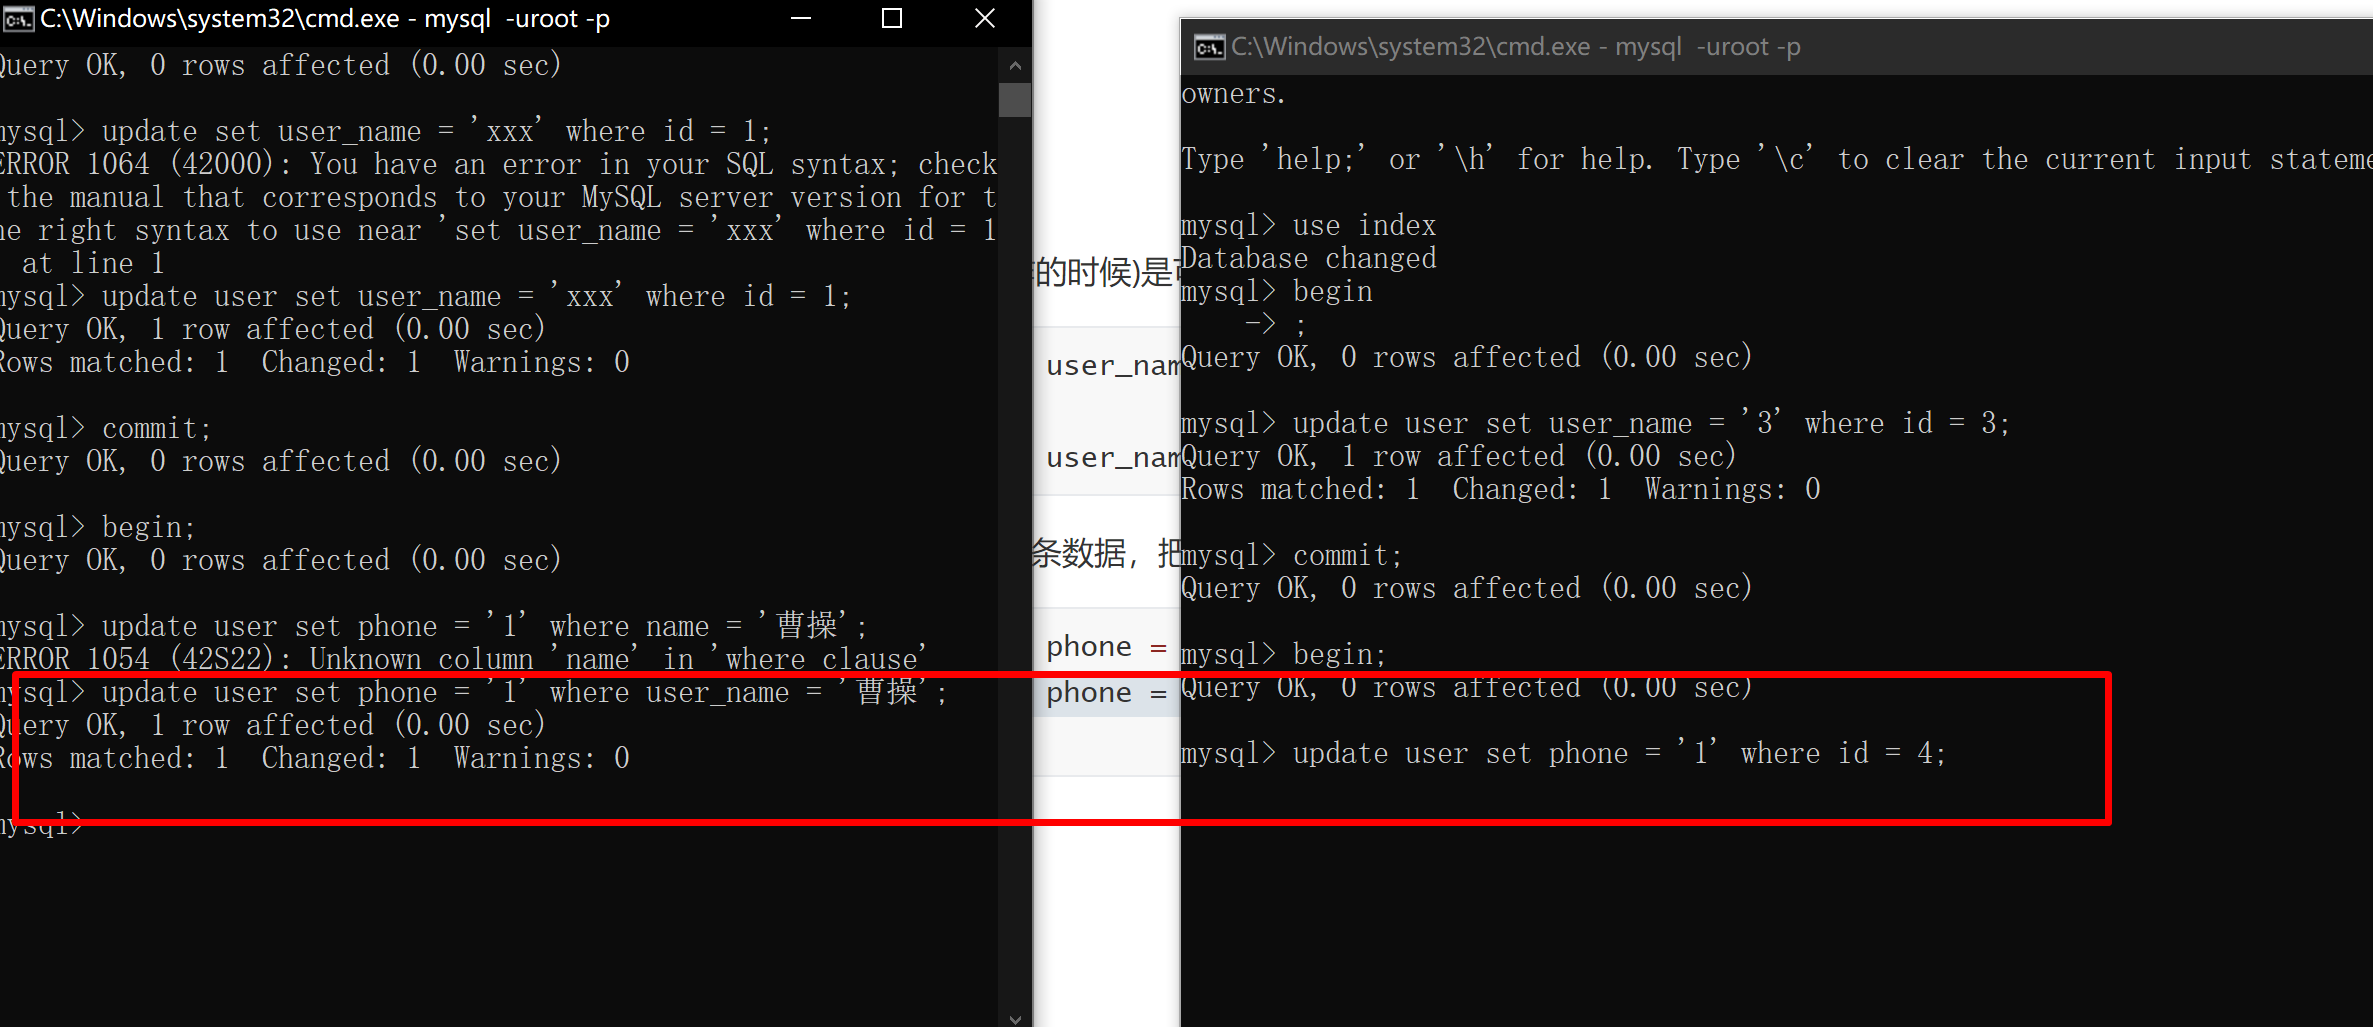 C:\Windows\system32\cmd.exe - mysql  -uroot -p
Query OK, 0 rows affected (0.00 sec)
mysql> update set user_name = 'xxx' where id = 1;
ERROR 1064 (42000): You have an error in your SQL syntax; check
the manual that corresponds to your MySQL server version for t
he right syntax to use near 'set user_name = 'xxx' where id = 1
at line 1
mysql> update user set user_name = 'xxx' where id = 1;
Query OK, 1 row affected (0.00 sec)
Rows matched: 1  Changed: 1  Warnings: 0
mysql> commit;
Query OK, 0 rows affected (0.00 sec)
mysql> begin;
Query OK, 0 rows affected (0.00 sec)
mysql> update user set phone = '1' where name = '曹操';
ERROR 1054 (42S22): Unknown column 'name' in 'where clause'
mysql> update user set phone = '1' where user_name = '曹操';
Query OK, 1 row affected (0.00 sec)
Rows matched: 1  Changed: 1  Warnings: 0
mysql>
的时候)是
user_nam
user_nam
条数据，把
phone =
phone =
C:\Windows\system32\cmd.exe - mysql  -uroot -p
owners.
Type 'help;' or '\h' for help. Type '\c' to clear the current input stateme
mysql> use index
Database changed
mysql> begin
    -> ;
Query OK, 0 rows affected (0.00 sec)
mysql> update user set user_name = '3' where id = 3;
Query OK, 1 row affected (0.00 sec)
Rows matched: 1  Changed: 1  Warnings: 0
mysql> commit;
Query OK, 0 rows affected (0.00 sec)
mysql> begin;
Query OK, 0 rows affected (0.00 sec)
mysql> update user set phone = '1' where id = 4;